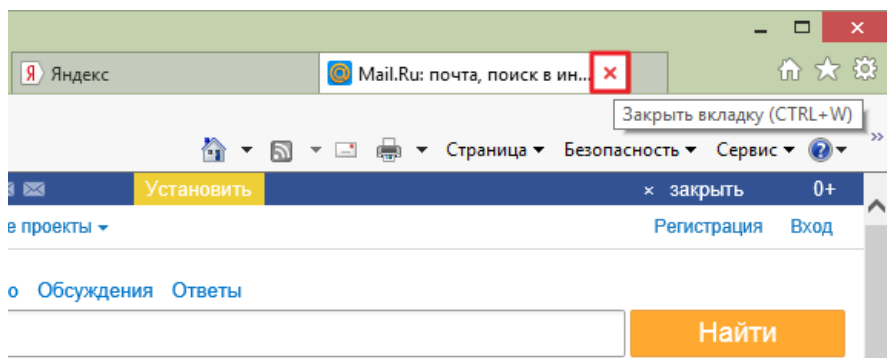 Яндекс
Mail.Ru: почта, поиск в ин...
Закрыть вкладку (CTRL+W)
Страница Безопасность Сервис
Установить × закрыть 0+
е проекты Регистрация Вход
о Обсуждения Ответы
Найти